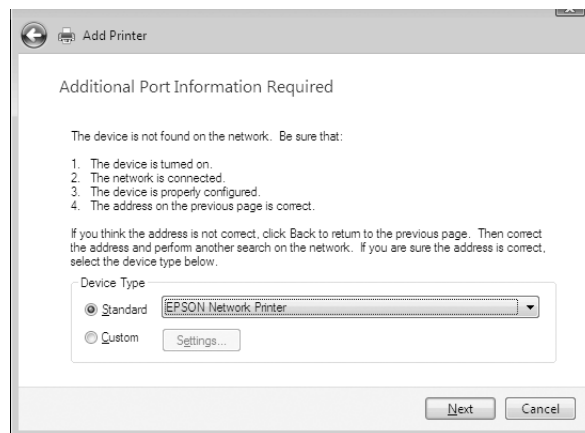 Add Printer
Additional Port Information Required
The device is not found on the network. Be sure that:
1. The device is turned on.
2. The network is connected.
3. The device is properly configured.
4. The address on the previous page is correct.
If you think the address is not correct, click Back to return to the previous page. Then correct
the address and perform another search on the network. If you are sure the address is correct,
select the device type below.
Device Type
Standard EPSON Network Printer
Custom Settings...
Next Cancel